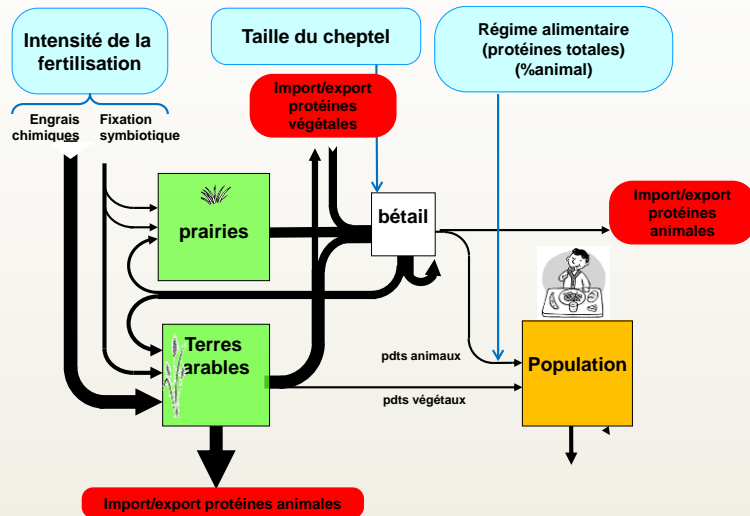 Intensité de la
fertilisation
Taille du cheptel
Régime alimentaire
(protéines totales)
(%animal)
Import/export
protéines
végétales
Engrais
chimiques
Fixation
symbiotique
prairies
bétail
Import/export
protéines
animales
Terres
arables
Population
pdts animaux
pdts végétaux
Import/export protéines animales